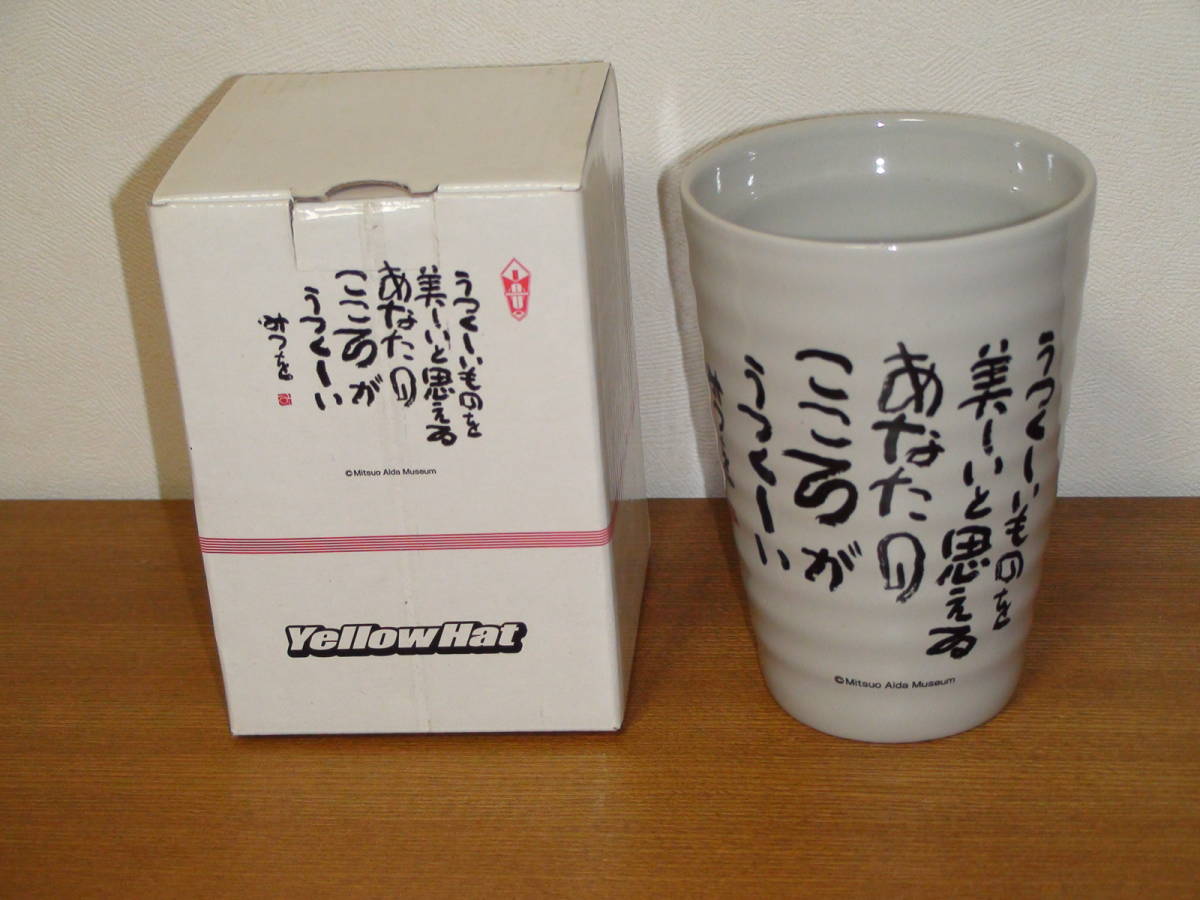 うつくしいものを
美しいと思える
あなたの
こころが
うつくしい
みつを
©Mitsuo Aida Museum
YellowHat
うつくしいものを
美しいと思える
あなたの
こころが
うつくしい
©Mitsuo Aida Museum